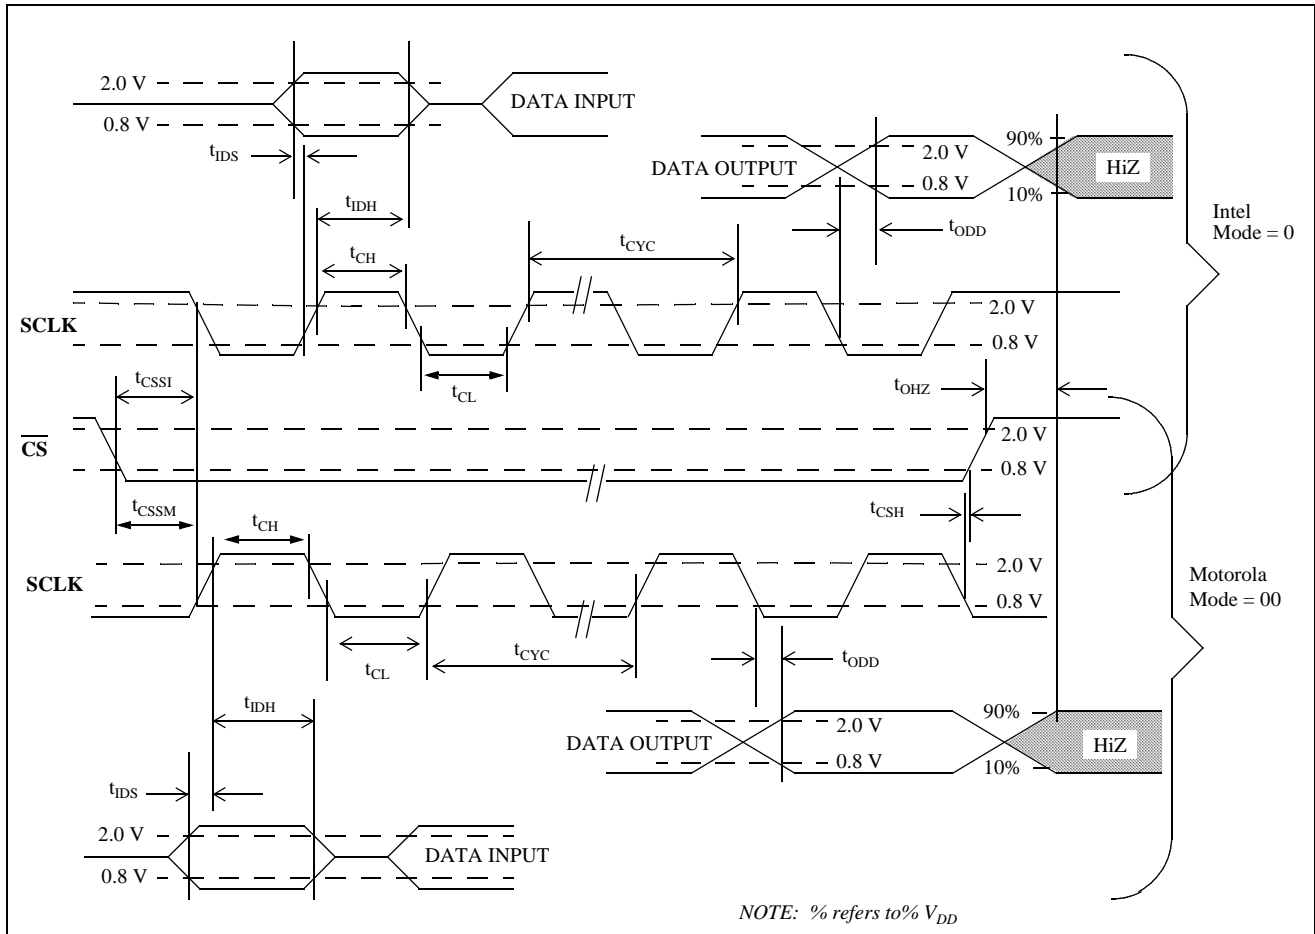 2.0 V
DATA INPUT
0.8 V
t_IDS
90%
2.0 V
DATA OUTPUT
HiZ
0.8 V
10%
t_IDH
t_ODD
Intel
Mode = 0
t_CYC
t_CH
2.0 V
SCLK
0.8 V
t_CSSI
t_CL
t_OHZ
CS
2.0 V
0.8 V
t_CSSM
t_CH
t_CSH
2.0 V
SCLK
0.8 V
Motorola
Mode = 00
t_CYC
t_ODD
t_CL
t_IDH
90%
2.0 V
DATA OUTPUT
HiZ
0.8 V
10%
t_IDS
2.0 V
DATA INPUT
0.8 V
NOTE: % refers to% V_DD